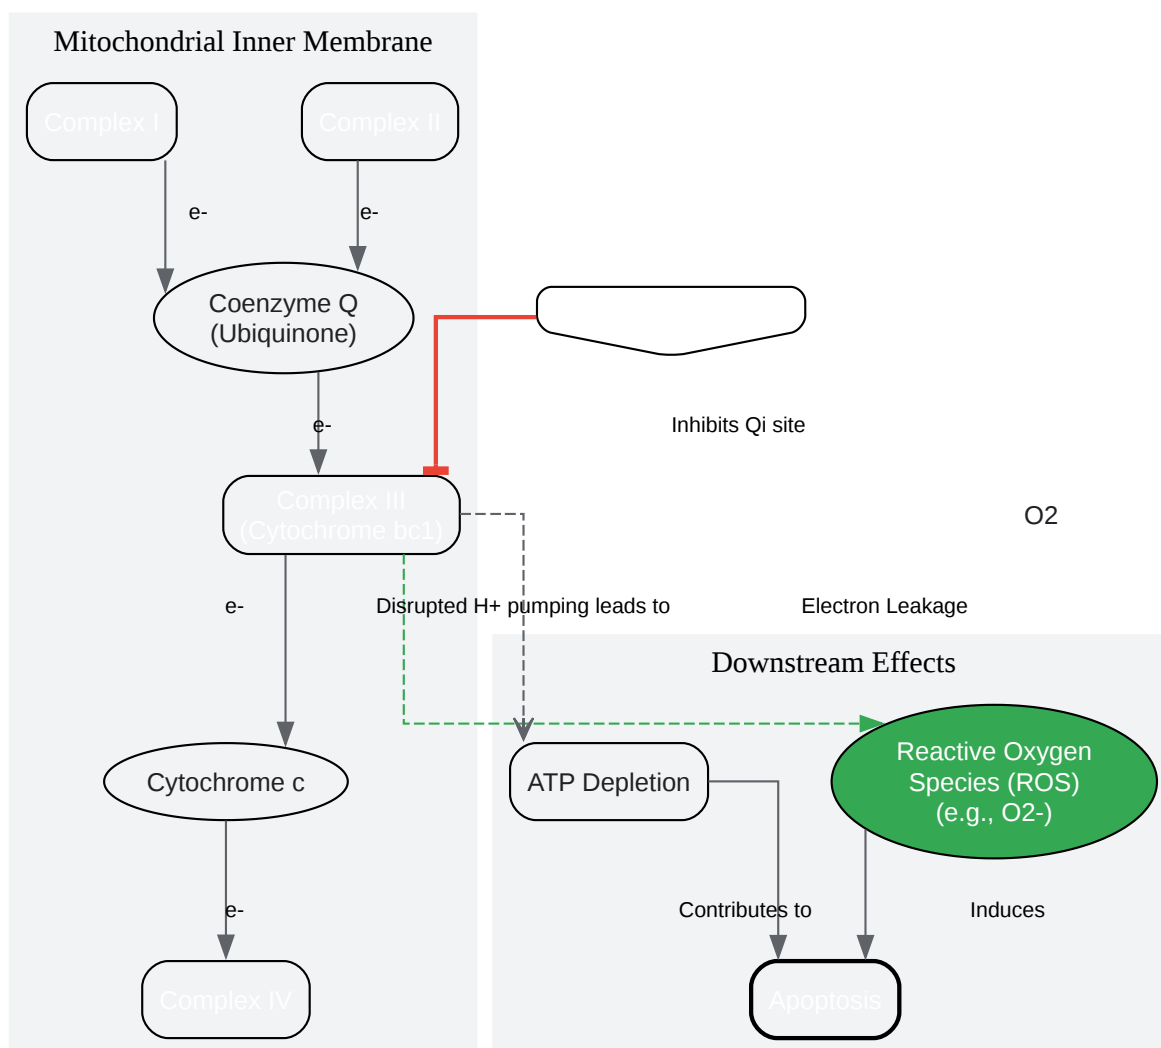 Mitochondrial Inner Membrane
Complex I
Complex II
e-
e-
Coenzyme Q
(Ubiquinone)
e-
Inhibits Qi site
Complex III
(Cytochrome bc1)
O2
e-
Disrupted H+ pumping leads to
Electron Leakage
Downstream Effects
Cytochrome c
ATP Depletion
Reactive Oxygen
Species (ROS)
(e.g., O2-)
e-
Contributes to
Induces
Complex IV
Apoptosis